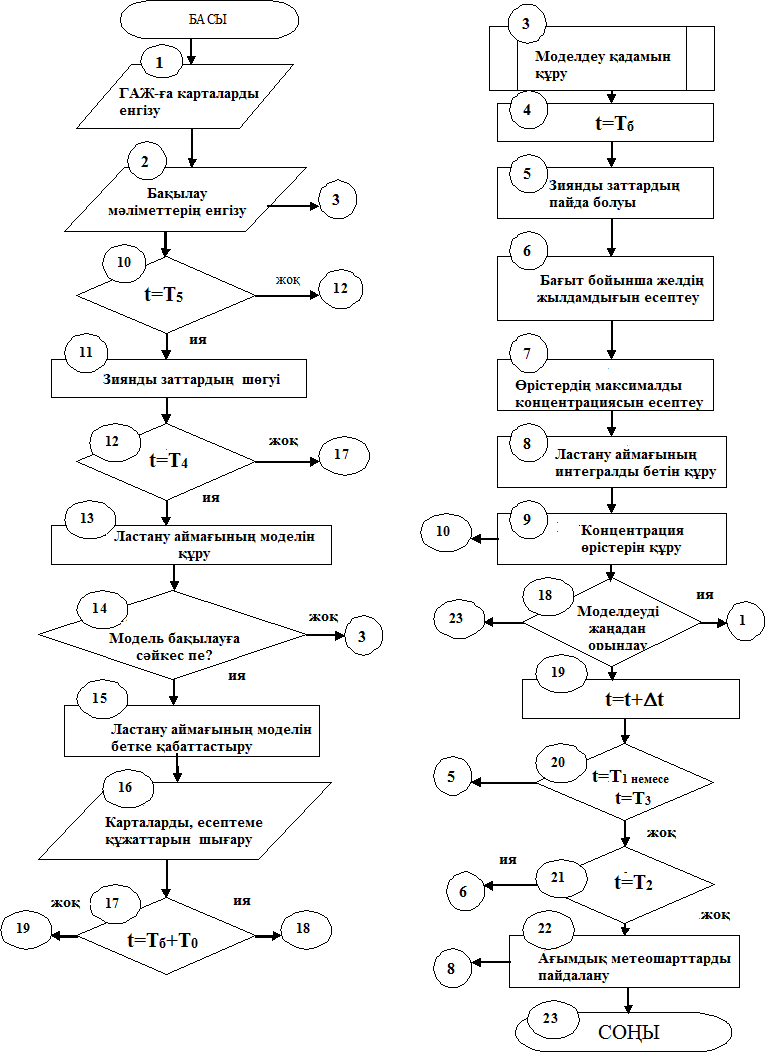 БАСЫ
1
ГАЖ-ға карталарды
енгізу
2
Бақылау
мәліметтерің енгізу
3
10
t=T5
жоқ
12
ия
11
Зиянды заттардың шөгуі
12
t=T4
жоқ
17
ия
13
Ластану аймағының моделін
құру
14
Модель бақылауға
сәйкес пе?
жоқ
3
ия
15
Ластану аймағының моделін
бетке қабаттастыру
16
Карталарды, есептеме
құжаттарын шығару
17
жоқ
ия
19
t=Tб+T0
18
3
Моделдеу қадамын
құру
4
t=Tб
5
Зиянды заттардың
пайда болуы
6
Бағыт бойынша желдің
жылдамдығын есептеу
7
Өрістердің максималды
концентрациясын есептеу
8
Ластану аймағының
интегралды бетін құру
9
Концентрация
өрістерін құру
10
18
Моделдеуді
жаңадан
орындау
ия
23
1
19
t=t+Δt
20
t=T1 немесе
t=T3
5
жоқ
21
t=T2
ия
6
жоқ
22
Ағымдық метеошарттарды
пайдалану
8
23
СОҢЫ